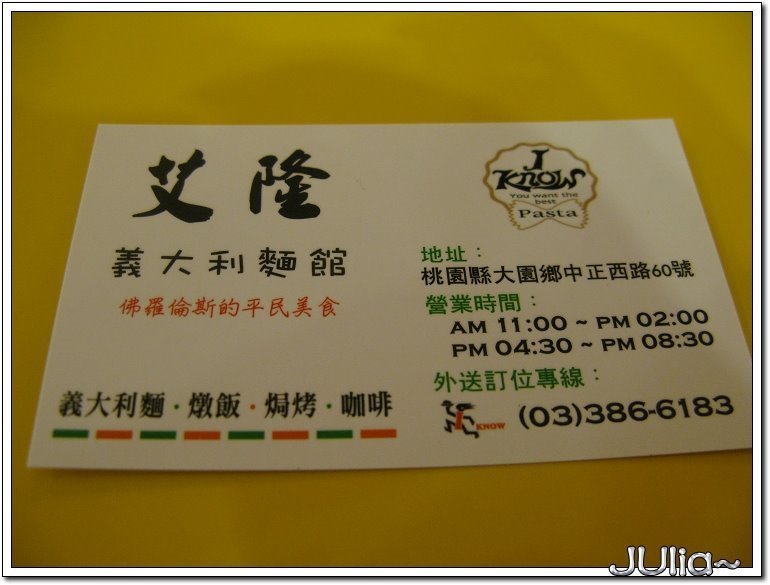 艾隆
義大利麵館
佛羅倫斯的平民美食
義大利麵·燉飯·焗烤·咖啡
I
KNOW
You want the
best
Pasta
地址：
桃園縣大園鄉中正西路60號
營業時間：
AM 11:00 ~ PM 02:00
PM 04:30 ~ PM 08:30
外送訂位專線：
i KNOW (03)386-6183
JUlia~